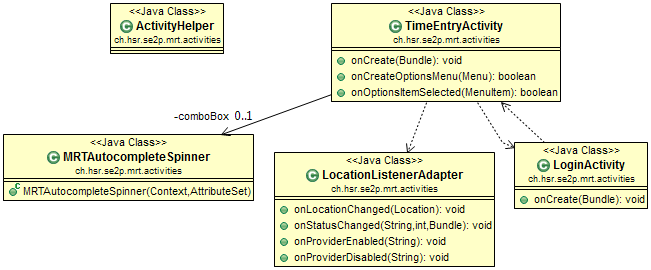 <<Java Class>>
ActivityHelper
ch.hsr.se2p.mrt.activities
<<Java Class>>
TimeEntryActivity
ch.hsr.se2p.mrt.activities
onCreate(Bundle): void
onCreateOptionsMenu(Menu): boolean
onOptionsItemSelected(MenuItem): boolean
-comboBox 0..1
<<Java Class>>
MRTAutocompleteSpinner
ch.hsr.se2p.mrt.activities
MRTAutocompleteSpinner(Context,AttributeSet)
<<Java Class>>
LocationListenerAdapter
ch.hsr.se2p.mrt.activities
onLocationChanged(Location): void
onStatusChanged(String,int,Bundle): void
onProviderEnabled(String): void
onProviderDisabled(String): void
<<Java Class>>
LoginActivity
ch.hsr.se2p.mrt.activities
onCreate(Bundle): void